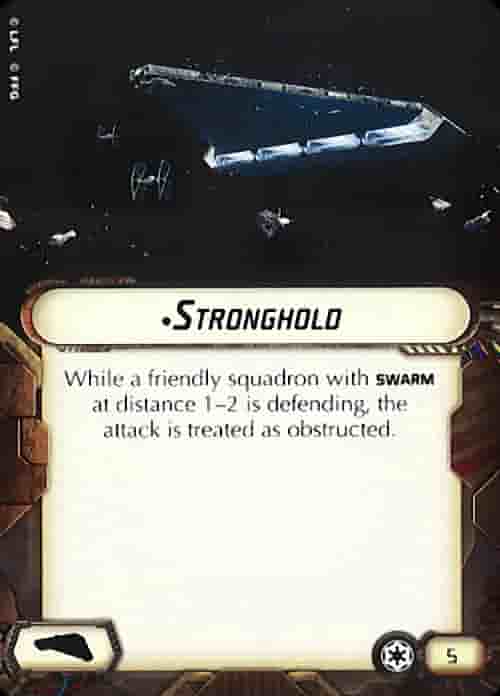 © LFL © FFG
•Stronghold
While a friendly squadron with SWARM
at distance 1–2 is defending, the
attack is treated as obstructed.
5